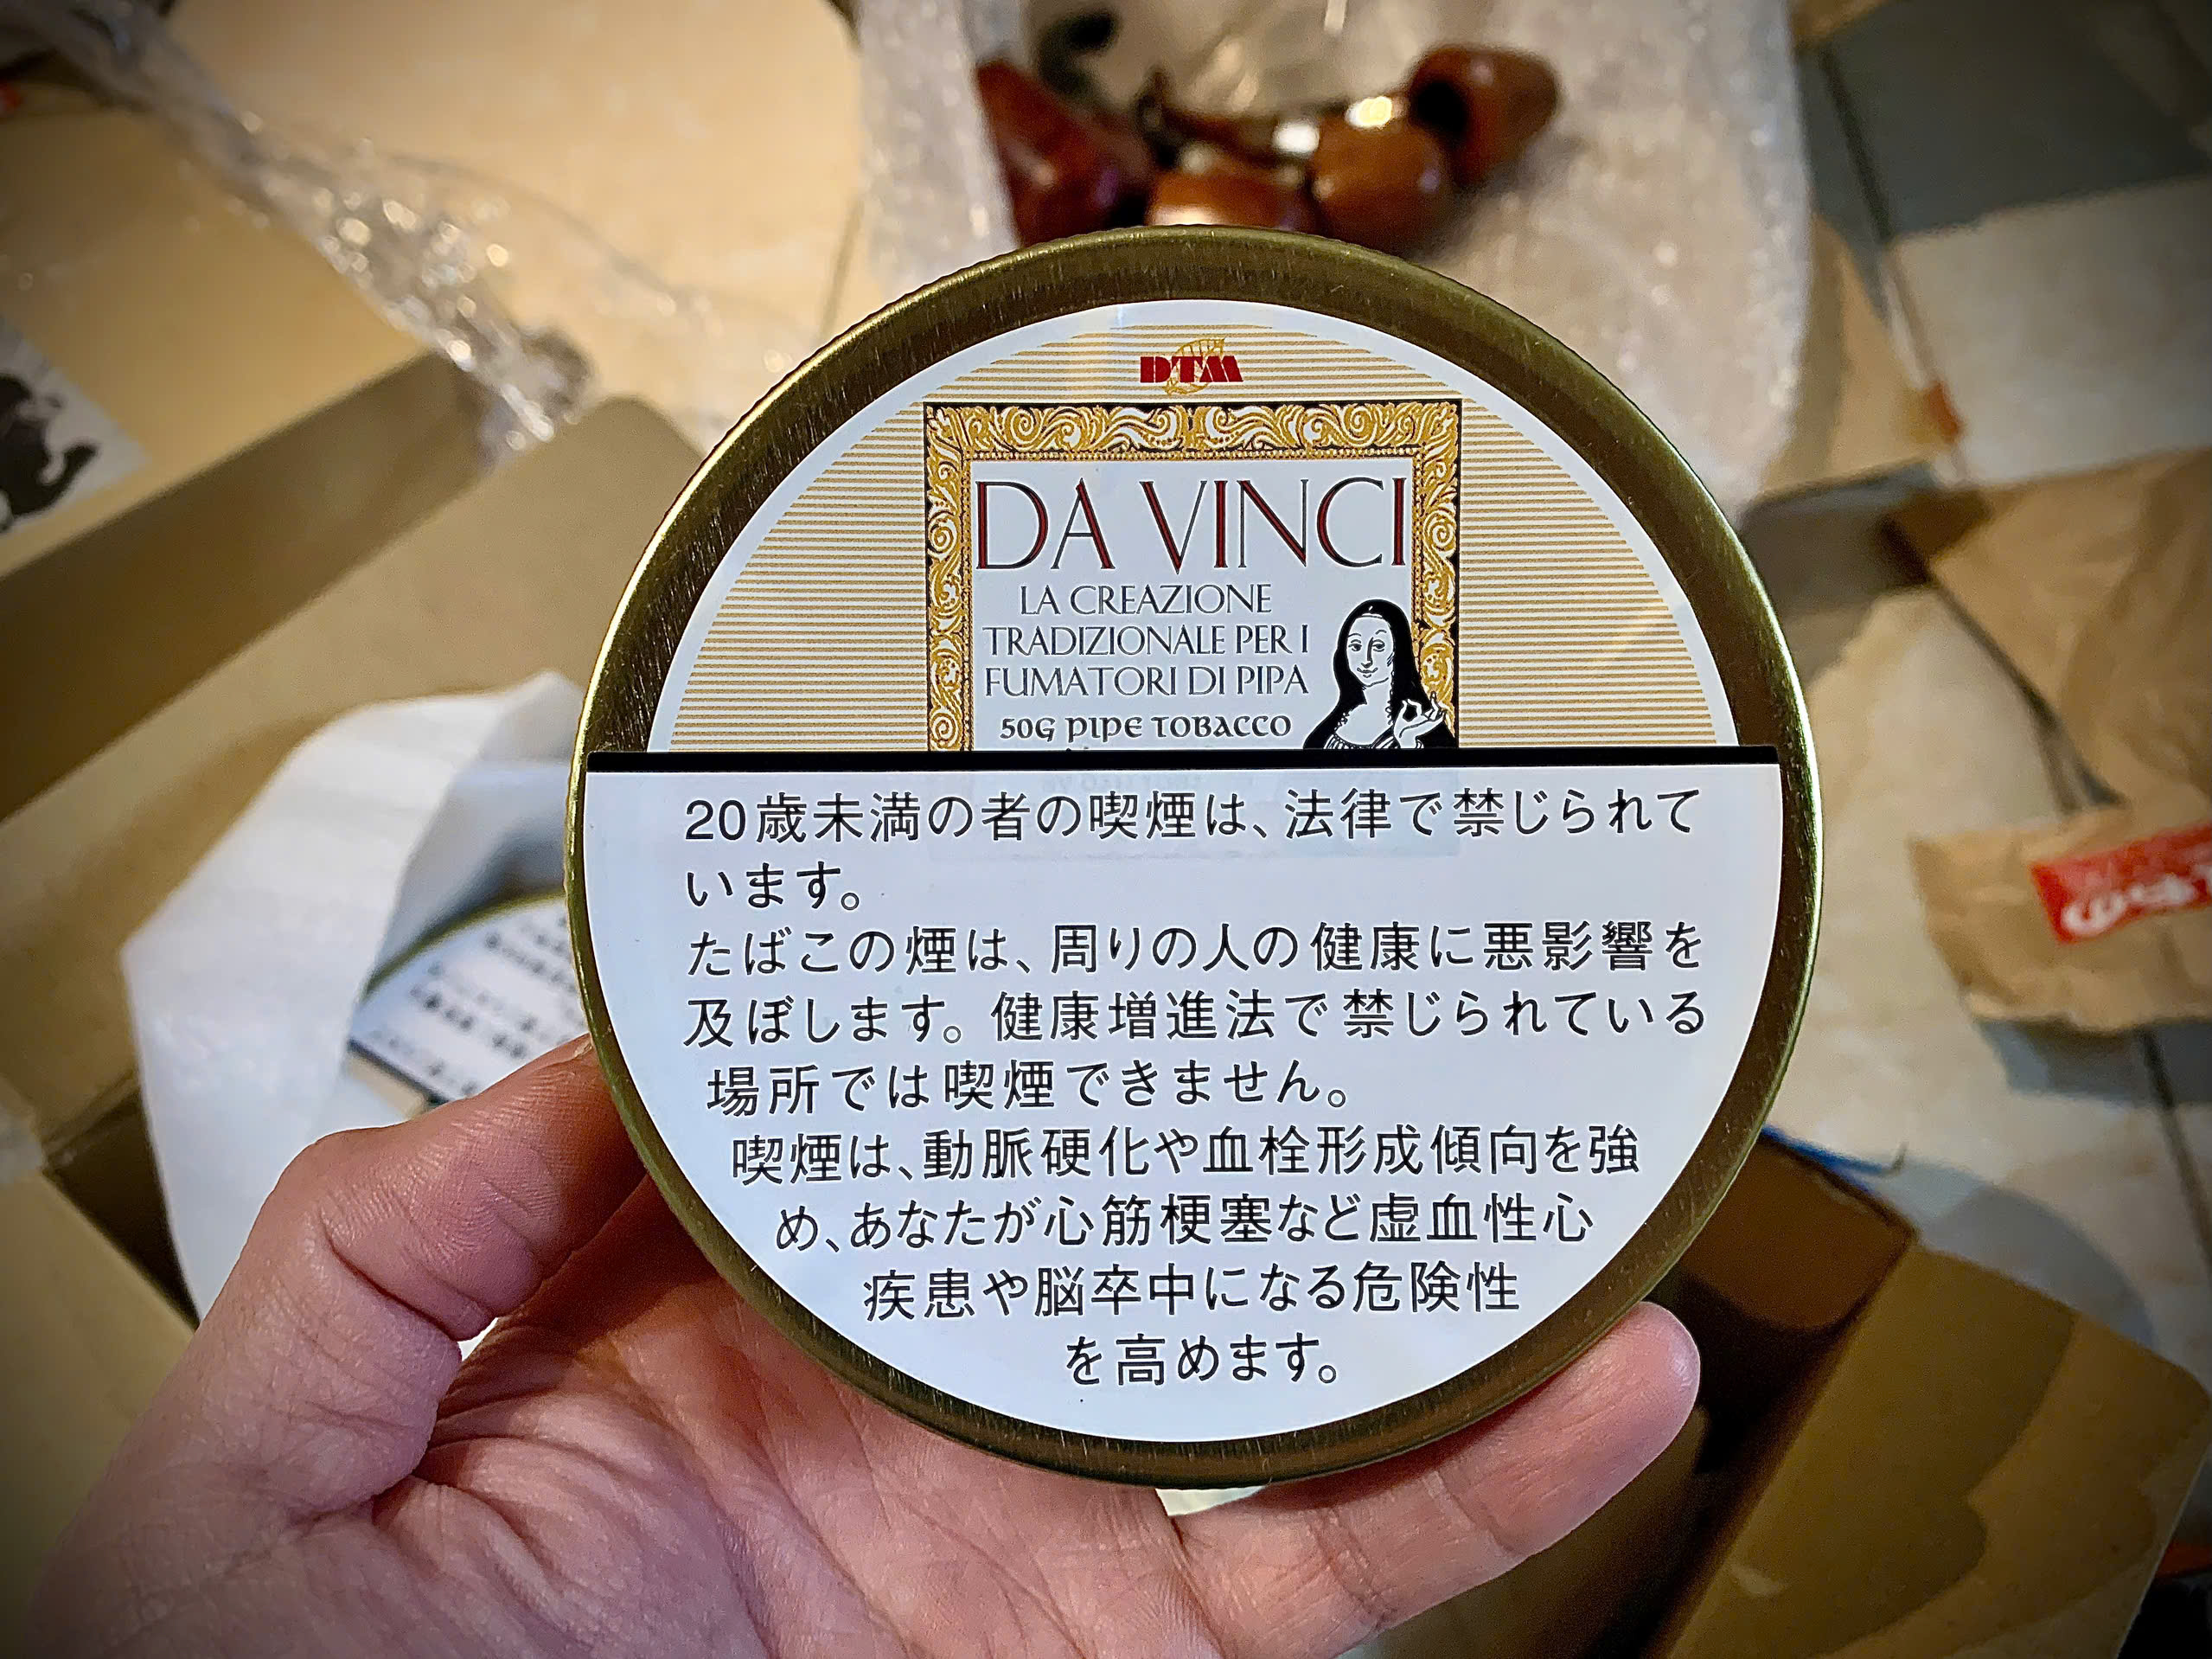 DTM
DA VINCI
LA CREAZIONE
TRADIZIONALE PER I
FUMATORI DI PIPA
50G PIPE TOBACCO
20歳未満の者の喫煙は、法律で禁じられて
います。
たばこの煙は、周りの人の健康に悪影響を
及ぼします。健康増進法で禁じられている
場所では喫煙できません。
喫煙は、動脈硬化や血栓形成傾向を強
め、あなたが心筋梗塞など虚血性心
疾患や脳卒中になる危険性
を高めます。